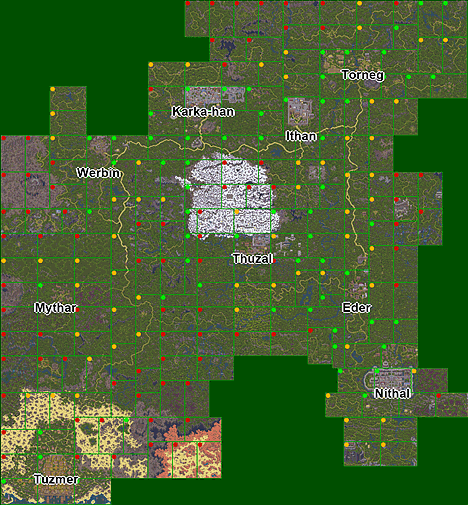 Torneg
Karka-han
Ithan
Werbin
Thuzal
Mythar
Eder
Nithal
Tuzmer